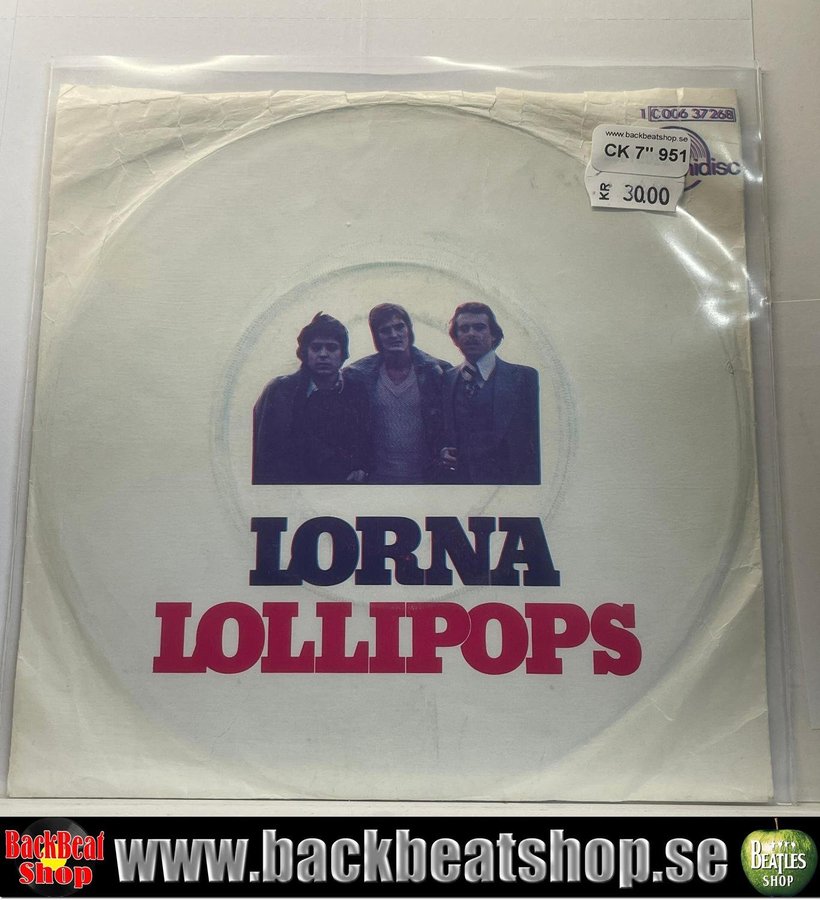 1C 006 37268
www.backbeatshop.se
CK 7" 951
KR 30.00
LORNA
LOLLIPOPS
BackBeat
Shop
www.backbeatshop.se
BEATLES
SHOP